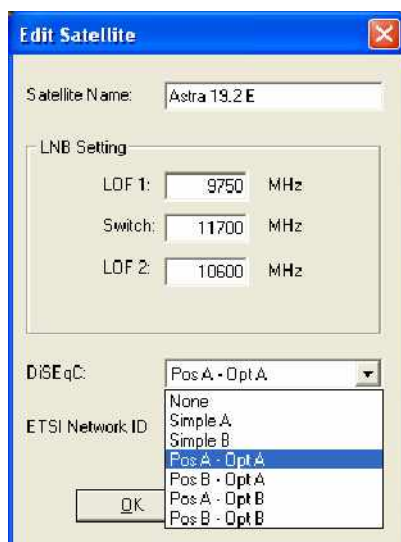 Edit Satellite
Satellite Name: Astra 19.2 E
LNB Setting
LOF 1: 9750 MHz
Switch: 11700 MHz
LOF 2: 10600 MHz
DiSEqC: Pos A - Opt A
None
Simple A
Simple B
Pos A - Opt A
Pos B - Opt A
Pos A - Opt B
Pos B - Opt B
ETSI Network ID
OK